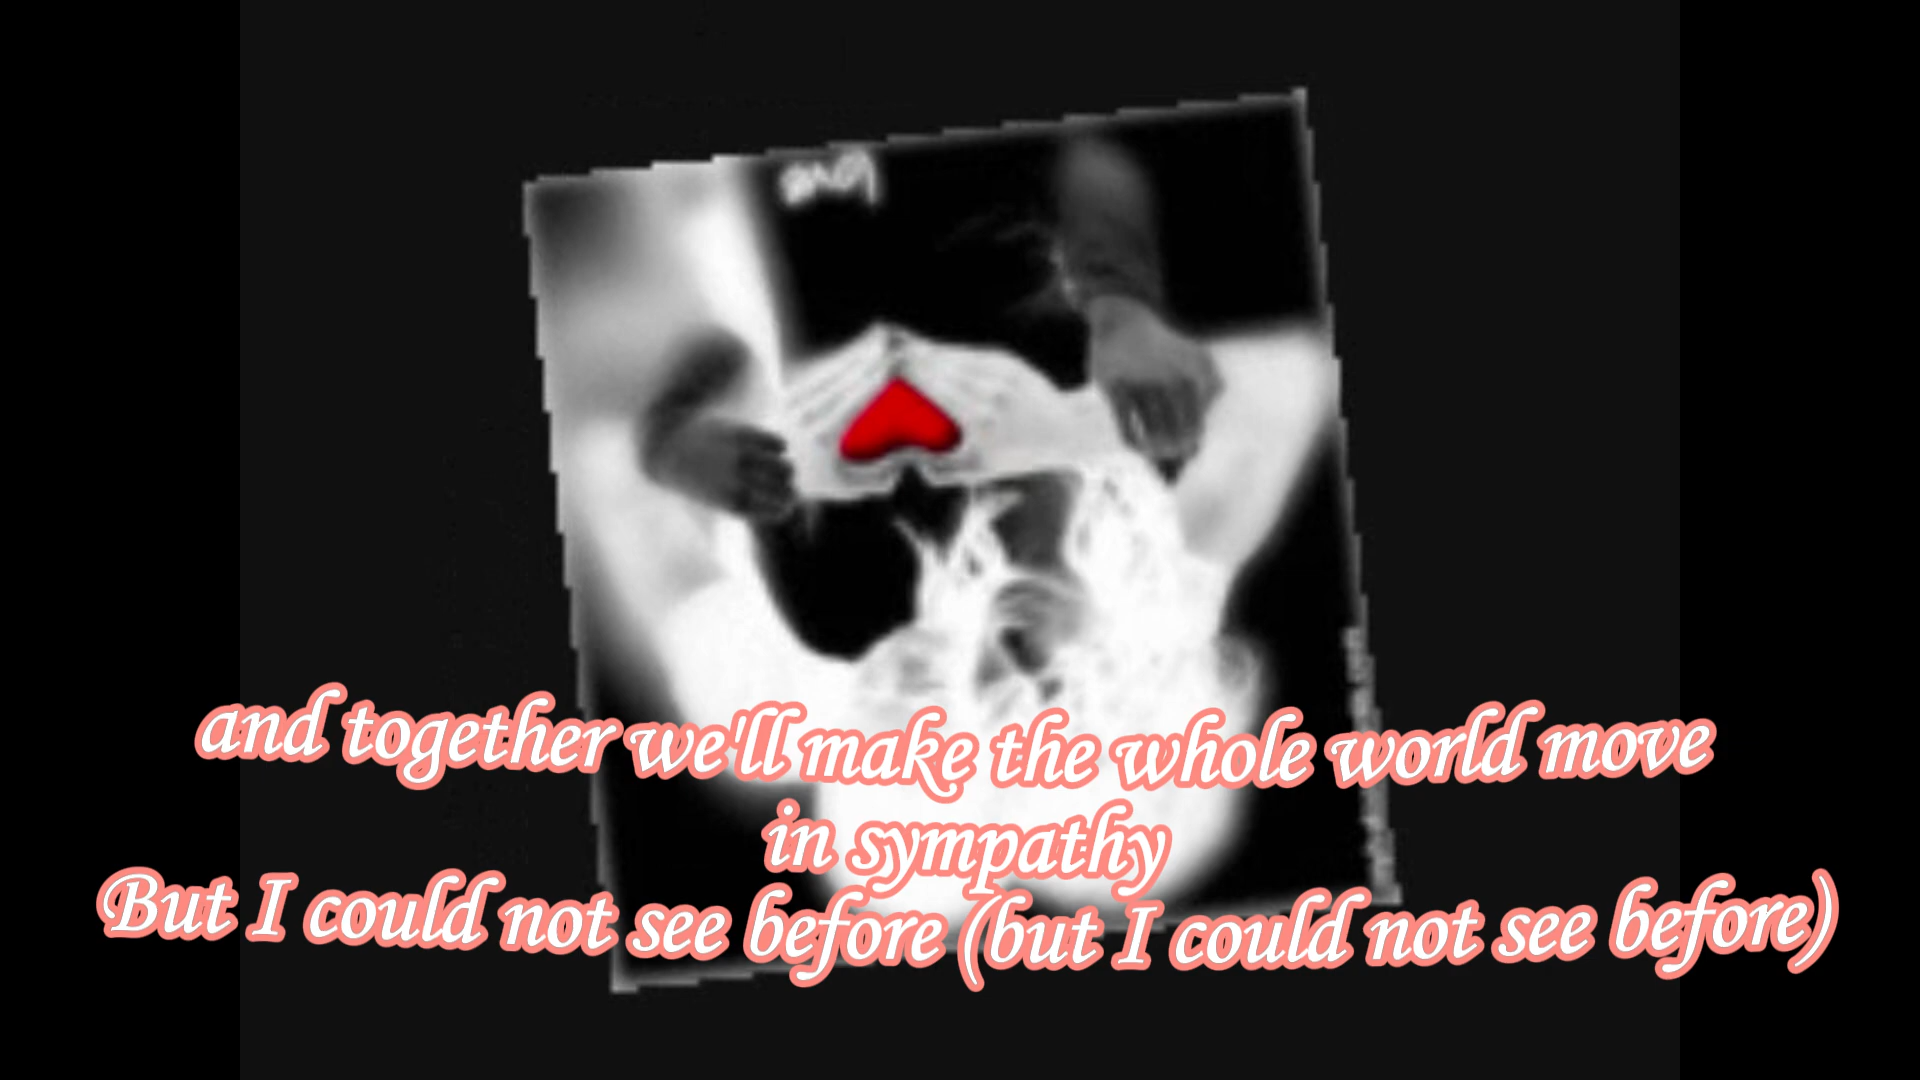 and together we'll make the whole world move
in sympathy
But I could not see before (but I could not see before)